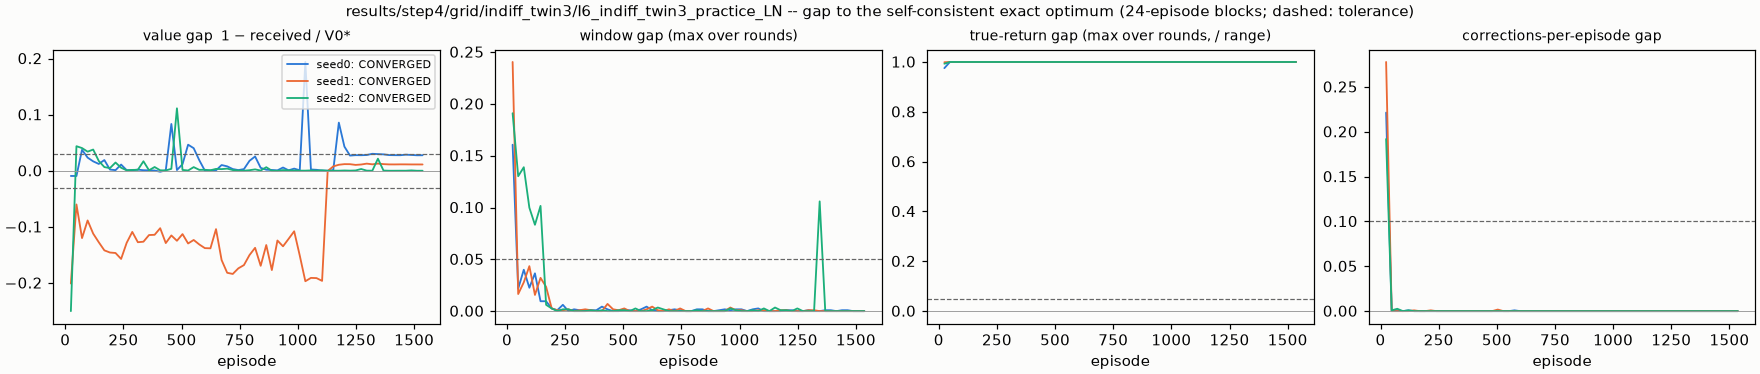 results/step4/grid/indiff_twin3/l6_indiff_twin3_practice_LN -- gap to the self-consistent exact optimum (24-episode blocks; dashed: tolerance)
value gap 1 − received / V0*
0.2
0.1
0.0
−0.1
−0.2
seed0: CONVERGED
seed1: CONVERGED
seed2: CONVERGED
0 250 500 750 1000 1250 1500
episode
window gap (max over rounds)
0.25
0.20
0.15
0.10
0.05
0.00
0 250 500 750 1000 1250 1500
episode
true-return gap (max over rounds, / range)
1.0
0.8
0.6
0.4
0.2
0.0
0 250 500 750 1000 1250 1500
episode
corrections-per-episode gap
0.25
0.20
0.15
0.10
0.05
0.00
0 250 500 750 1000 1250 1500
episode